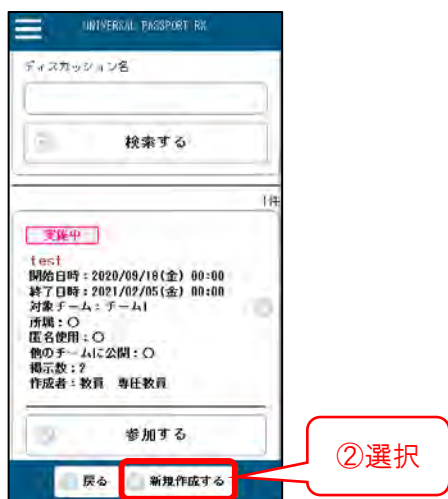 UNIVERSAL PASSPORT RX
ディスカッション名
検索する
1件
実施中
test
開始日時：2020/09/18(金) 00:00
終了日時：2021/02/05(金) 00:00
対象チーム：チーム1
所属：○
匿名使用：○
他のチームに公開：○
掲示数：2
作成者：教員　専任教員
参加する
戻る
新規作成する
②選択